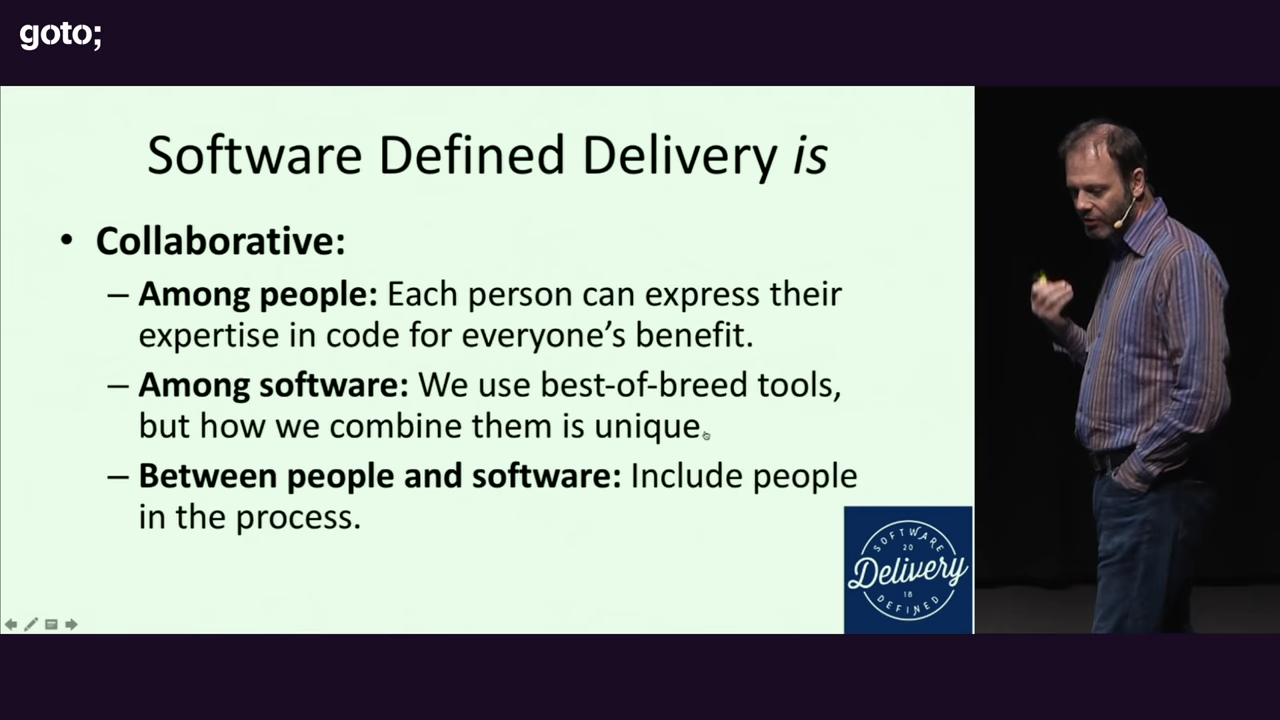 goto;
Software Defined Delivery is
• Collaborative:
– Among people: Each person can express their
expertise in code for everyone’s benefit.
– Among software: We use best-of-breed tools,
but how we combine them is unique.
– Between people and software: Include people
in the process.
SOFTWARE
20
Delivery
18
DEFINED